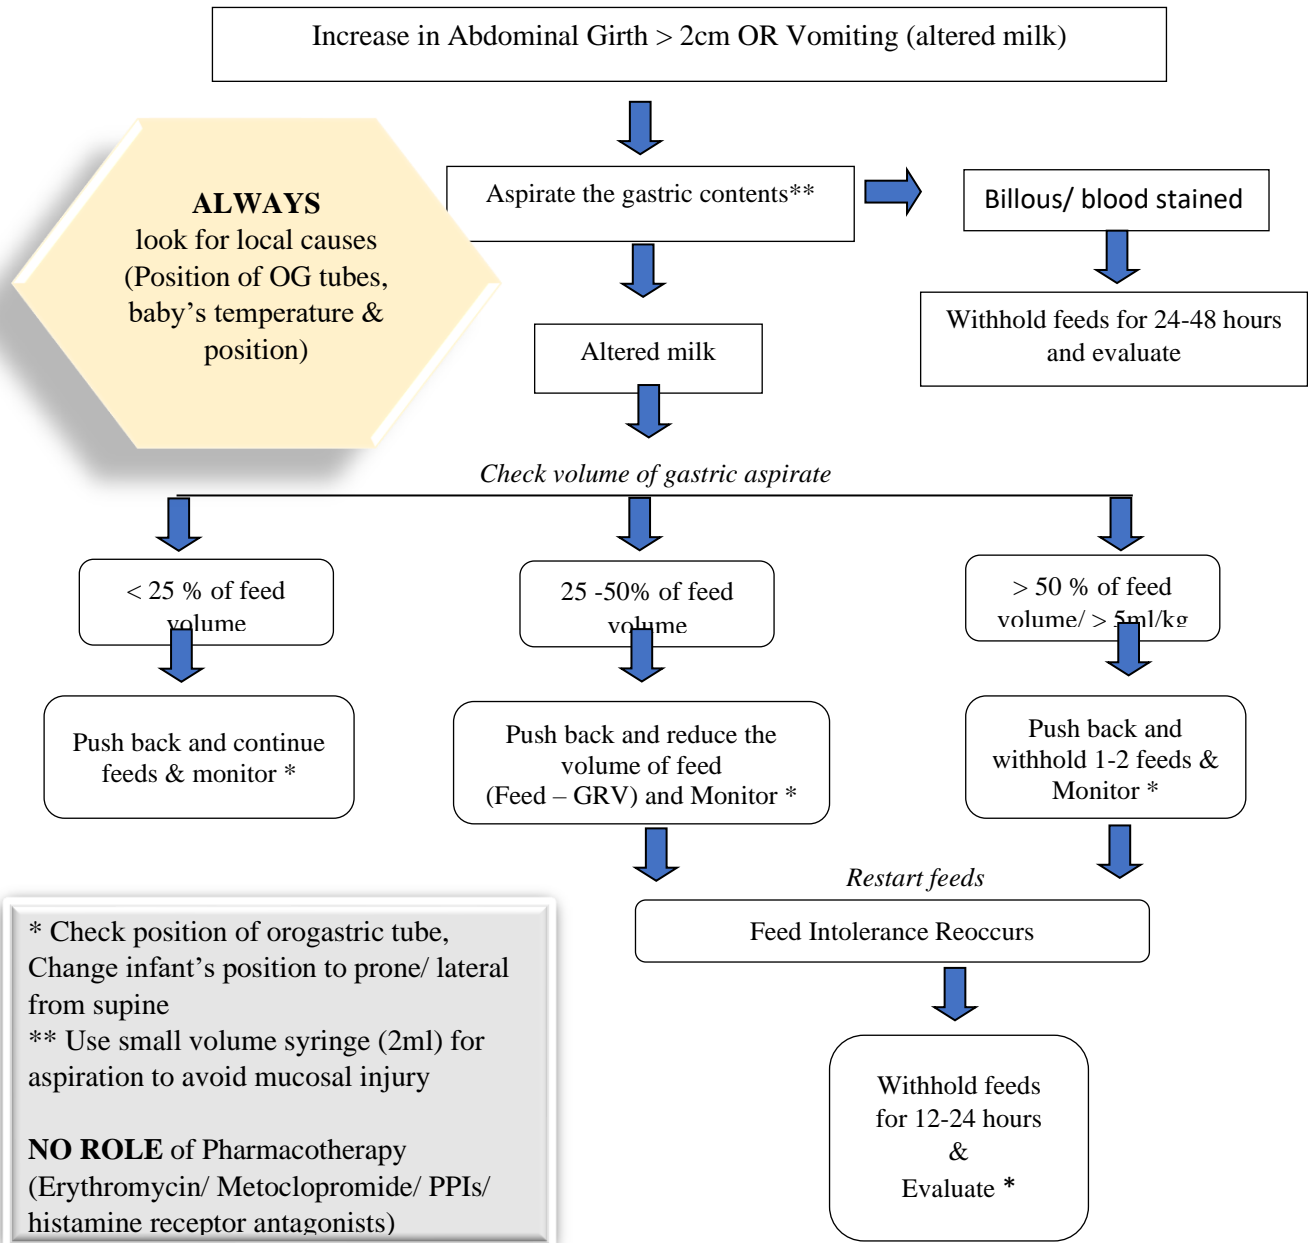 Increase in Abdominal Girth > 2cm OR Vomiting (altered milk)
ALWAYS
look for local causes
(Position of OG tubes,
baby's temperature &
position)
Aspirate the gastric contents**
Billous/ blood stained
Withhold feeds for 24-48 hours
and evaluate
Altered milk
Check volume of gastric aspirate
< 25 % of feed
volume
25 -50% of feed
volume
> 50 % of feed
volume/ > 5ml/kg
Push back and continue
feeds & monitor *
Push back and reduce the
volume of feed
(Feed – GRV) and Monitor *
Push back and
withhold 1-2 feeds &
Monitor *
Restart feeds
Feed Intolerance Reoccurs
Withhold feeds
for 12-24 hours
&
Evaluate *
* Check position of orogastric tube,
Change infant's position to prone/ lateral
from supine
** Use small volume syringe (2ml) for
aspiration to avoid mucosal injury
NO ROLE of Pharmacotherapy
(Erythromycin/ Metoclopromide/ PPIs/
histamine receptor antagonists)